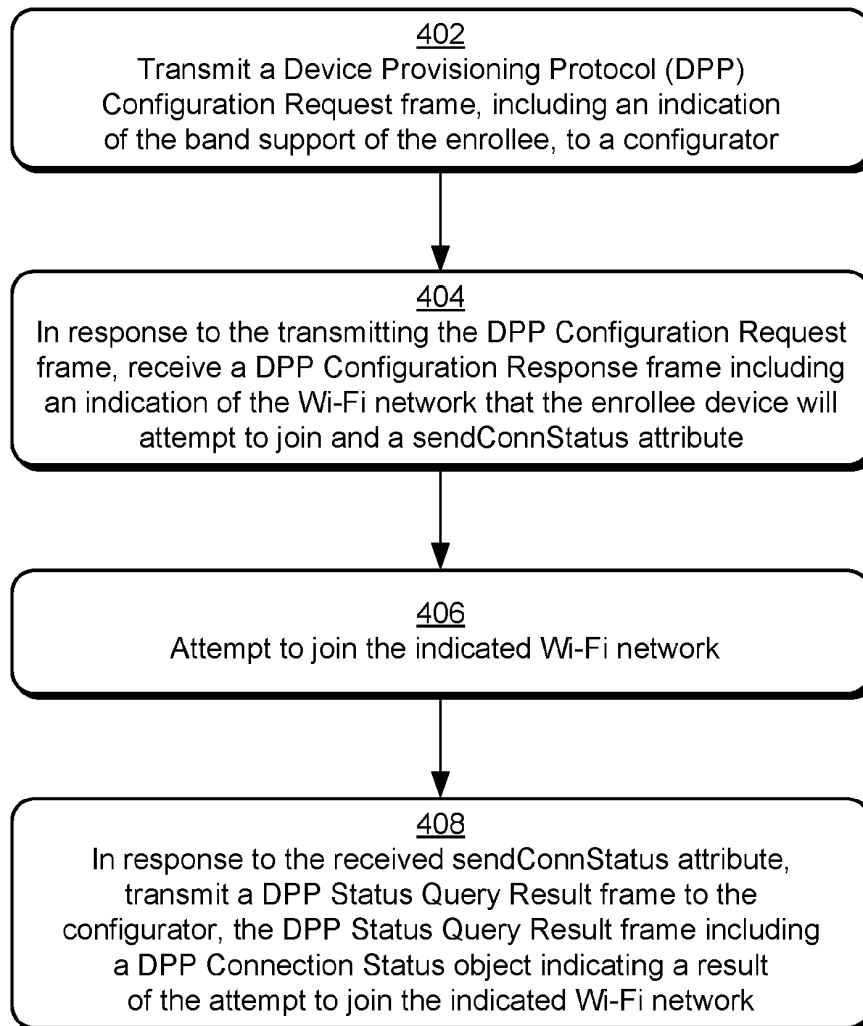 402
Transmit a Device Provisioning Protocol (DPP)
Configuration Request frame, including an indication
of the band support of the enrollee, to a configurator
404
In response to the transmitting the DPP Configuration Request
frame, receive a DPP Configuration Response frame including
an indication of the Wi-Fi network that the enrollee device will
attempt to join and a sendConnStatus attribute
406
Attempt to join the indicated Wi-Fi network
408
In response to the received sendConnStatus attribute,
transmit a DPP Status Query Result frame to the
configurator, the DPP Status Query Result frame including
a DPP Connection Status object indicating a result
of the attempt to join the indicated Wi-Fi network